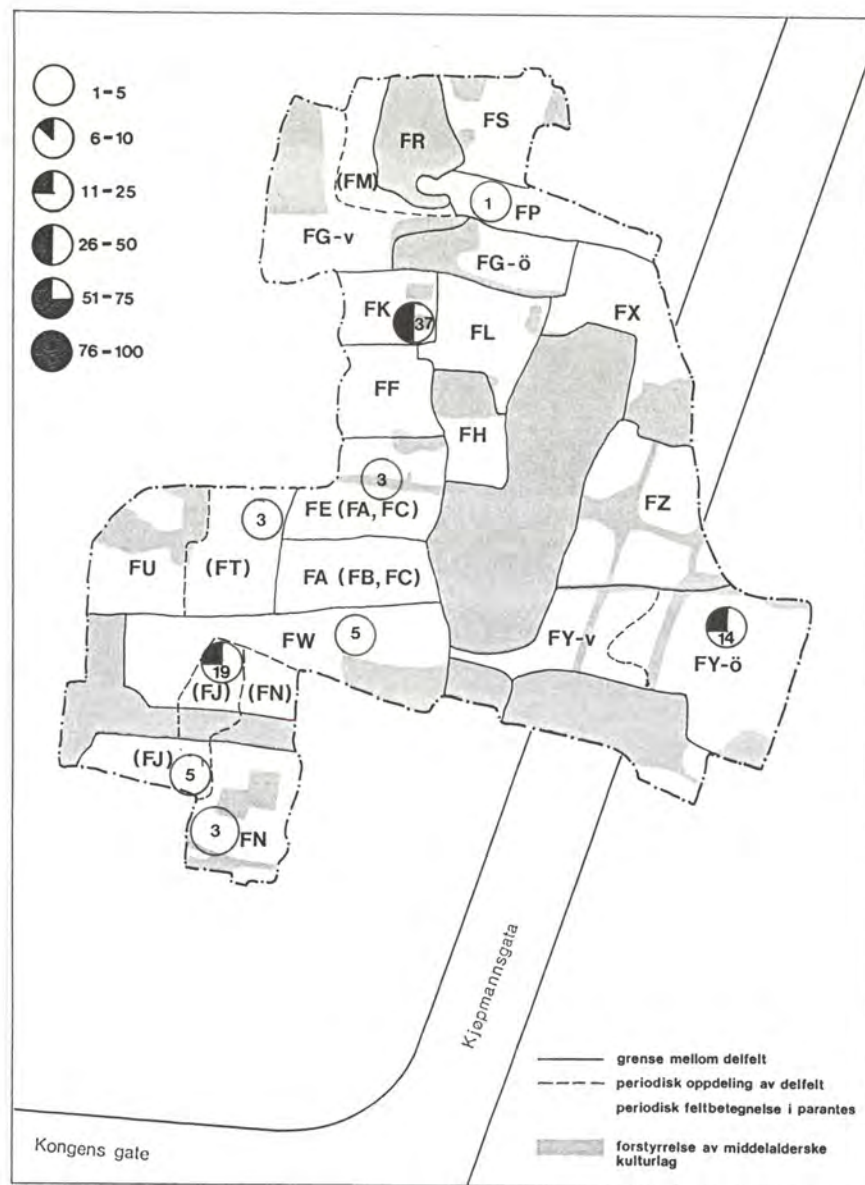 1-5
6-10
11-25
26-50
51-75
76-100
FR
FS
(FM)
1
FP
FG-v
FG-ö
FX
FK
37
FL
FF
FH
3
FE (FA, FC)
3
FZ
FU
(FT)
FA (FB, FC)
FW
5
FY-v
14
FY-ö
19
(FJ)
(FN)
(FJ)
5
3
FN
Kjøpmannsgata
Kongens gate
grense mellom delfelt
periodisk oppdeling av delfelt
periodisk feltbetegnelse i parantes
forstyrrelse av middelalderske
kulturlag